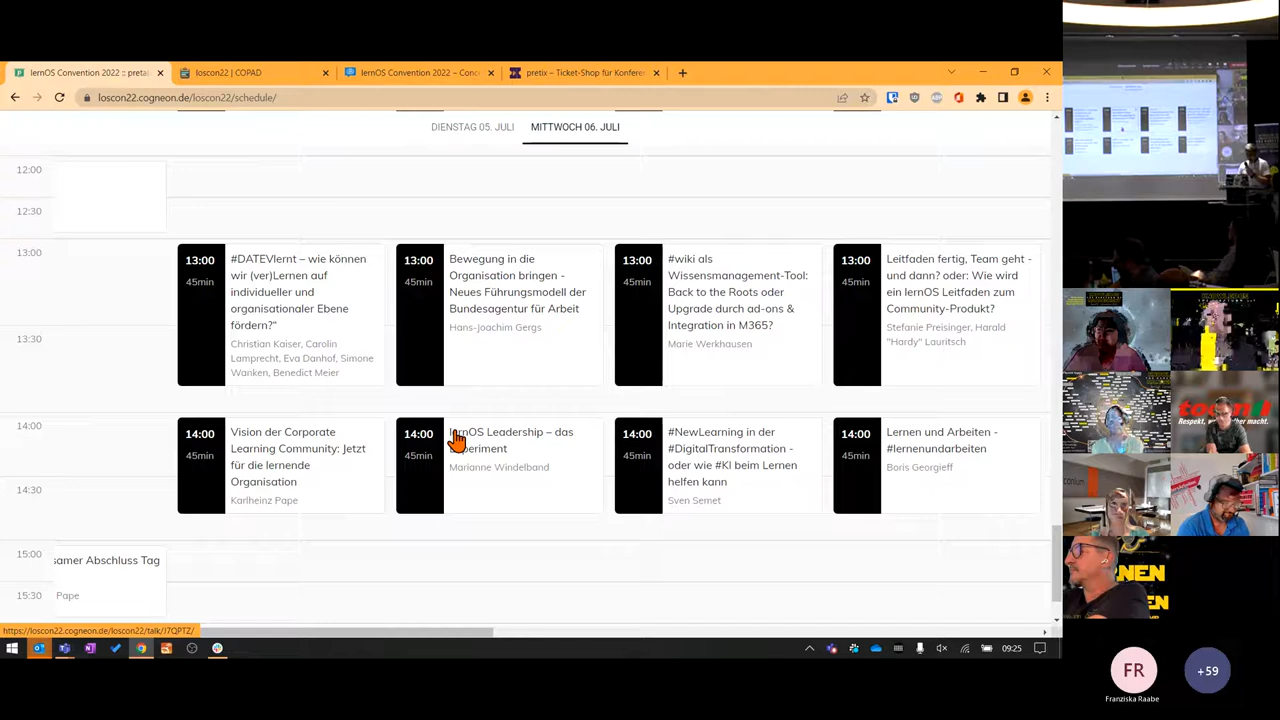 lernOS Convention 2022 :: preta
loscon22 | COPAD
lernOS Convention 2022 – Conc
pretix – Ticket-Shop für Konfere
loscon22.cogneon.de/loscon22/schedule/
DIENSTAG 05. JULI
MITTWOCH 06. JULI
12:00
12:30
13:00
13:00
45min
#DATEVlernt – wie können
wir (ver)Lernen auf
individueller und
organisationaler Ebene
fördern?"
Christian Kaiser, Carolin
Lamprecht, Eva Danhof, Simone
Wanken, Benedict Meier
13:00
45min
Bewegung in die
Organisation bringen -
Neues Führungsmodell der
Bundesagentur für Arbeit
Hans-Joachim Gergs
13:00
45min
#wiki als
Wissensmanagement-Tool:
Back to the Roots oder
Upgrade durch ad-ons &
Integration in M365?
Marie Werkhausen
13:00
45min
Leitfaden fertig, Team geht -
und dann? oder: Wie wird
ein lernOS Leitfaden zum
Community-Produkt?
Stefanie Preisinger, Harald
"Hardy" Lauritsch
13:30
14:00
14:00
45min
Vision der Corporate
Learning Community: Jetzt
für die lernende
Organisation
Karlheinz Pape
14:00
45min
lernOS Leadership – das
periment
Marianne Windelband
14:00
45min
#NewLearning in der
#DigitalTransformation -
oder wie #KI beim Lernen
helfen kann
Sven Semet
14:00
45min
Lernen und Arbeiten -
#lernenundarbeiten
Boris Georgieff
14:30
15:00
samer Abschluss Tag
15:30
Pape
https://loscon22.cogneon.de/loscon22/talk/J7QPTZ/
09:25
FR
Franziska Raabe
+59